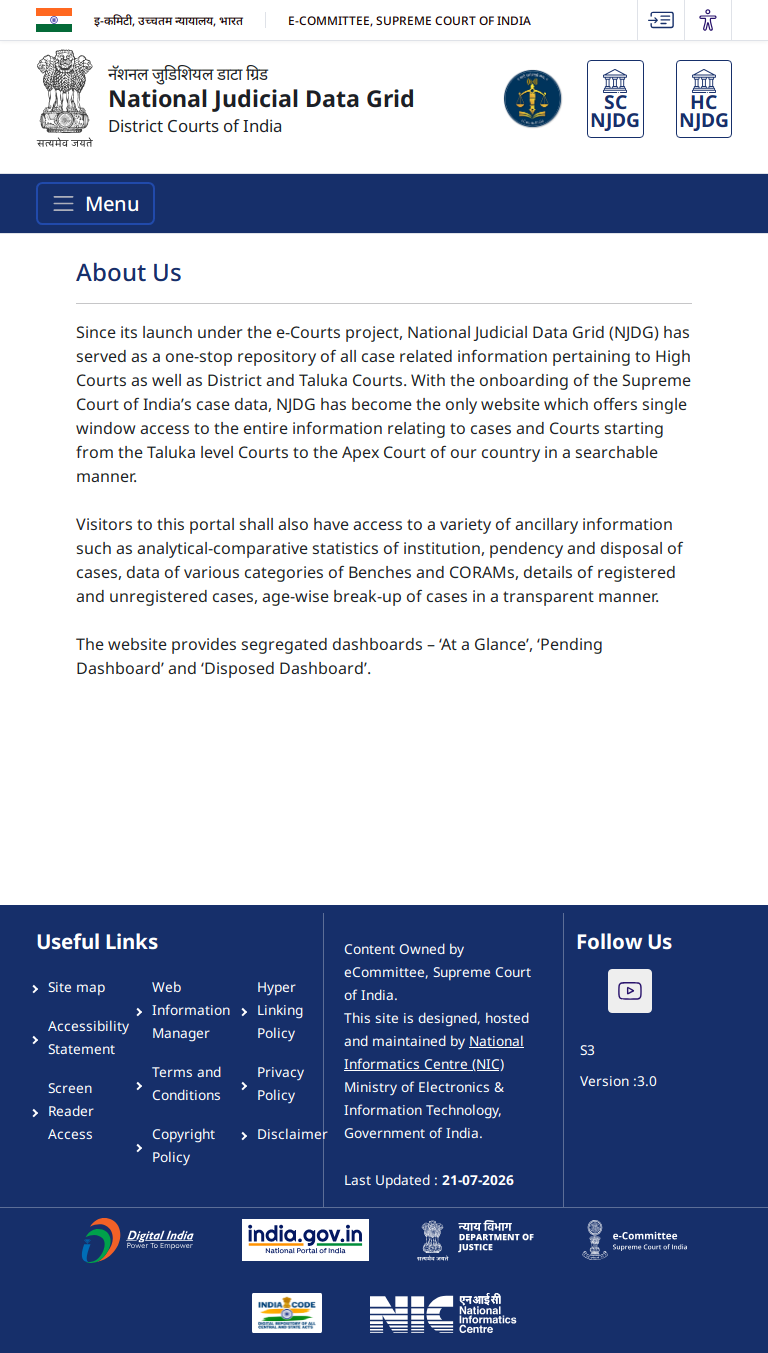 इ-कमिटी, उच्चतम न्यायालय, भारत
E-COMMITTEE, SUPREME COURT OF INDIA
नॅशनल जुडिशियल डाटा ग्रिड
National Judicial Data Grid
District Courts of India
सत्यमेव जयते
SC
NJDG
HC
NJDG
Menu
About Us
Since its launch under the e-Courts project, National Judicial Data Grid (NJDG) has
served as a one-stop repository of all case related information pertaining to High
Courts as well as District and Taluka Courts. With the onboarding of the Supreme
Court of India’s case data, NJDG has become the only website which offers single
window access to the entire information relating to cases and Courts starting
from the Taluka level Courts to the Apex Court of our country in a searchable
manner.
Visitors to this portal shall also have access to a variety of ancillary information
such as analytical-comparative statistics of institution, pendency and disposal of
cases, data of various categories of Benches and CORAMs, details of registered
and unregistered cases, age-wise break-up of cases in a transparent manner.
The website provides segregated dashboards – ‘At a Glance’, ‘Pending
Dashboard’ and ‘Disposed Dashboard’.
Useful Links
Site map
Accessibility
Statement
Screen
Reader
Access
Web
Information
Manager
Terms and
Conditions
Copyright
Policy
Hyper
Linking
Policy
Privacy
Policy
Disclaimer
Content Owned by
eCommittee, Supreme Court
of India.
This site is designed, hosted
and maintained by National
Informatics Centre (NIC)
Ministry of Electronics &
Information Technology,
Government of India.
Last Updated : 21-07-2026
Follow Us
S3
Version :3.0
Digital India
Power To Empower
india.gov.in
National Portal of India
सत्यमेव जयते
न्याय विभाग
DEPARTMENT OF
JUSTICE
e-Committee
Supreme Court of India
INDIA CODE
DIGITAL REPOSITORY OF ALL
CENTRAL AND STATE ACTS
NIC
एनआईसी
National
Informatics
Centre